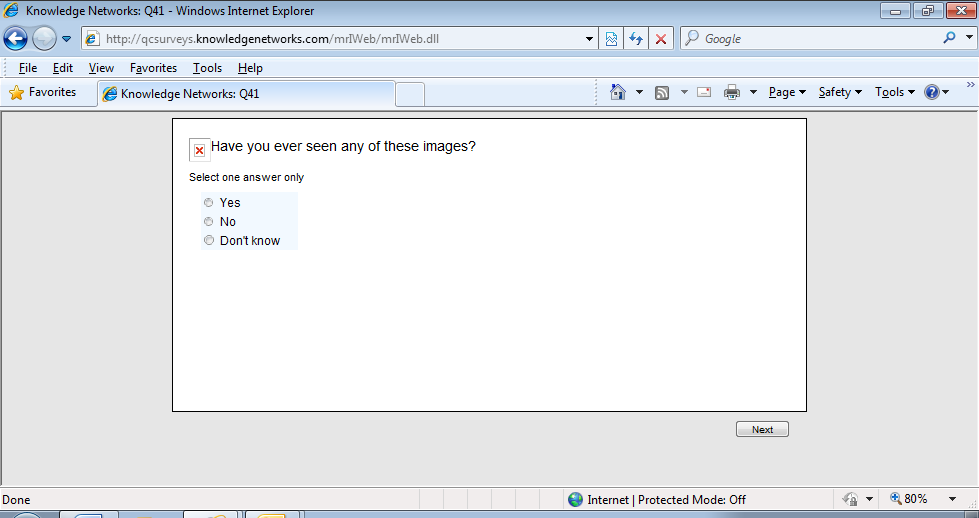 Knowledge Networks: Q41 - Windows Internet Explorer
http://qcsurveys.knowledgenetworks.com/mrIWeb/mrIWeb.dll
Google
File Edit View Favorites Tools Help
Favorites
Knowledge Networks: Q41
Page Safety Tools
Have you ever seen any of these images?
Select one answer only
Yes
No
Don't know
Next
Done
Internet | Protected Mode: Off
80%